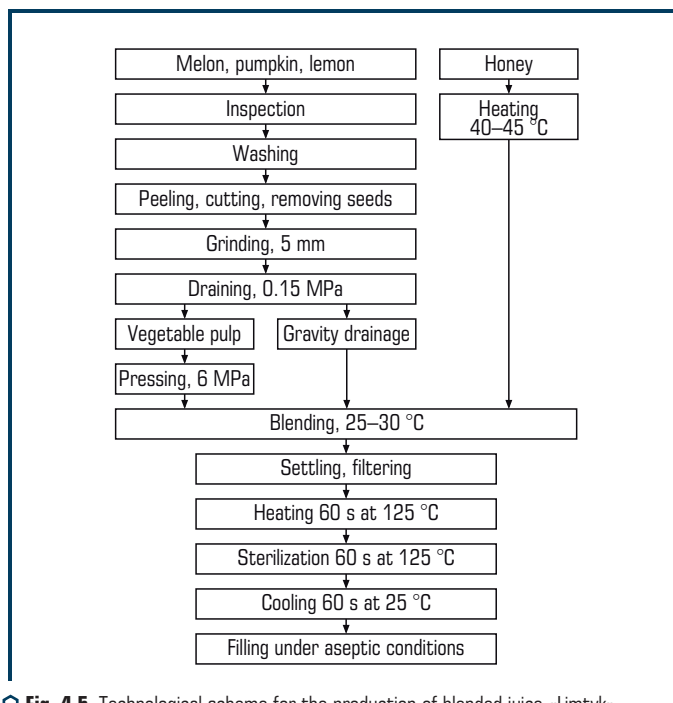 Melon, pumpkin, lemon
Honey
Inspection
Heating
40–45 °C
Washing
Peeling, cutting, removing seeds
Grinding, 5 mm
Draining, 0.15 MPa
Vegetable pulp
Gravity drainage
Pressing, 6 MPa
Blending, 25–30 °C
Settling, filtering
Heating 60 s at 125 °C
Sterilization 60 s at 125 °C
Cooling 60 s at 25 °C
Filling under aseptic conditions
Fig. 4.5. Technological scheme for the production of blended juice «Limtyk»